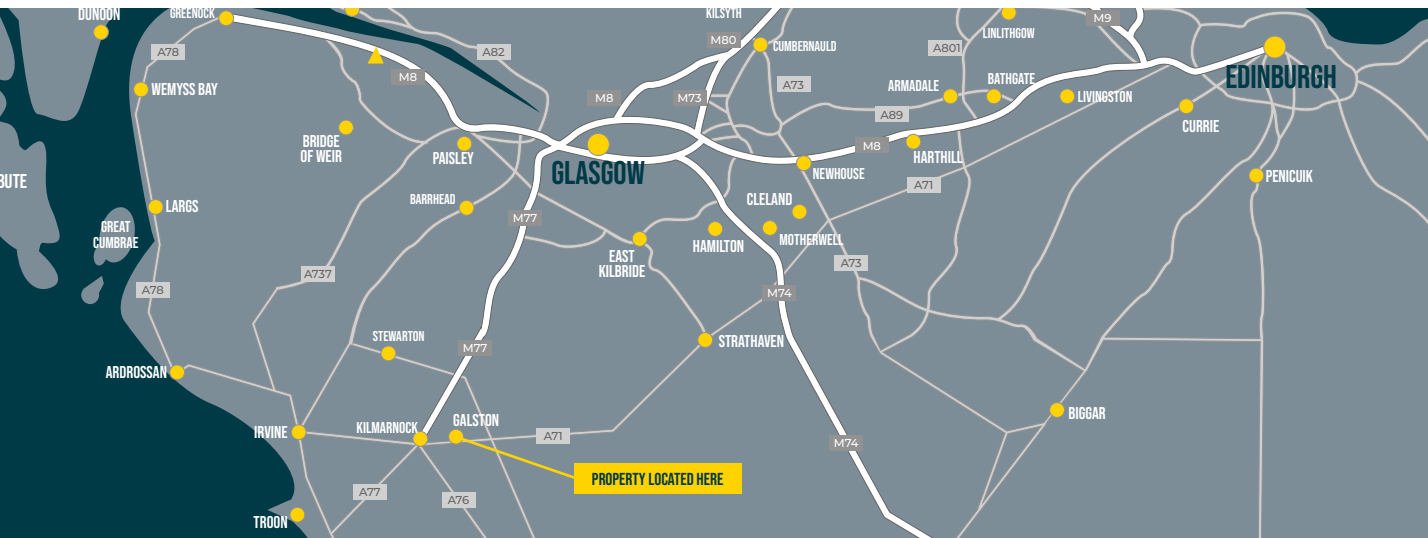 DUNOON
GREENOCK
KILSYTH
M9
LINLITHGOW
A78
A82
M80
CUMBERNAULD
A801
EDINBURGH
M8
WEMYSS BAY
M8
M73
A73
ARMADALE
BATHGATE
LIVINGSTON
A89
CURRIE
BRIDGE
OF WEIR
PAISLEY
GLASGOW
M8
HARTHILL
NEWHOUSE
PENICUIK
BUTE
A71
LARGS
BARRHEAD
M77
CLELAND
GREAT
CUMBRAE
HAMILTON
MOTHERWELL
EAST
KILBRIDE
A73
A737
A78
M74
STEWARTON
M77
STRATHAVEN
ARDROSSAN
BIGGAR
IRVINE
KILMARNOCK
GALSTON
A71
M74
PROPERTY LOCATED HERE
A77
A76
TROON